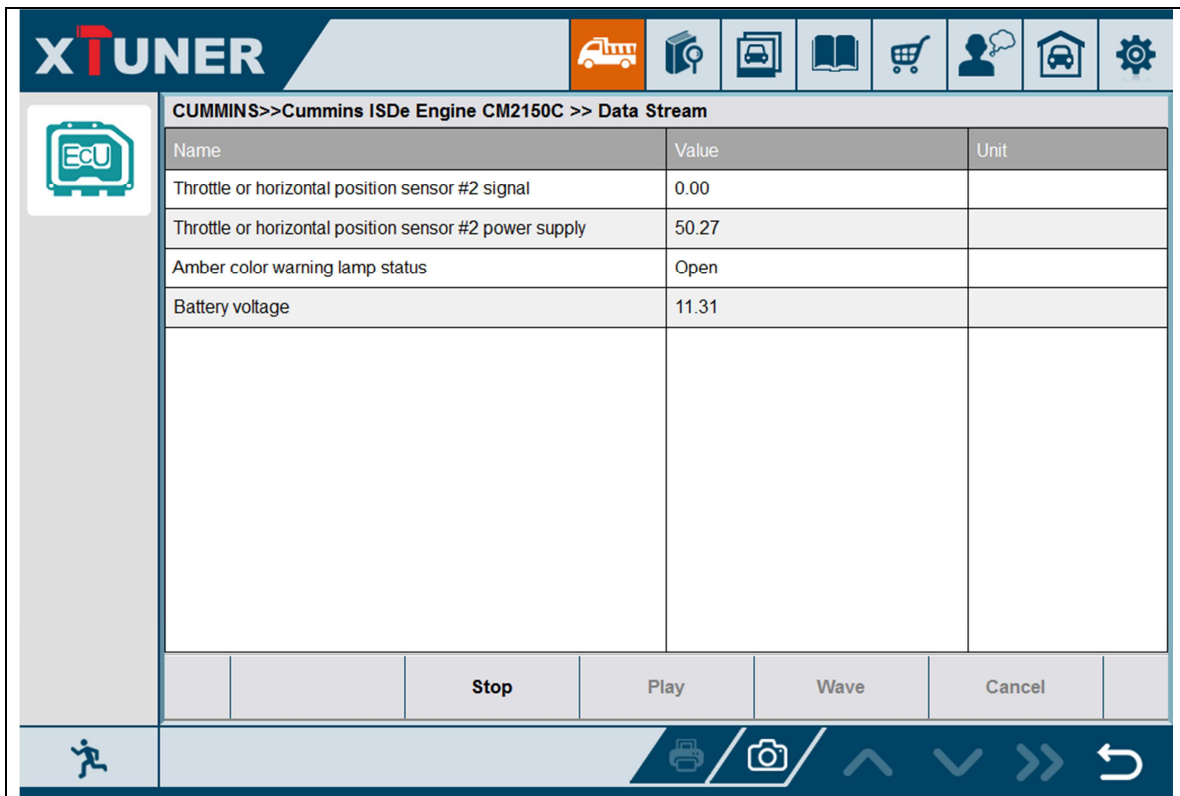 XTUNER
CUMMINS>>Cummins ISDe Engine CM2150C >> Data Stream
ECU
Name Value Unit
Throttle or horizontal position sensor #2 signal 0.00
Throttle or horizontal position sensor #2 power supply 50.27
Amber color warning lamp status Open
Battery voltage 11.31
Stop Play Wave Cancel